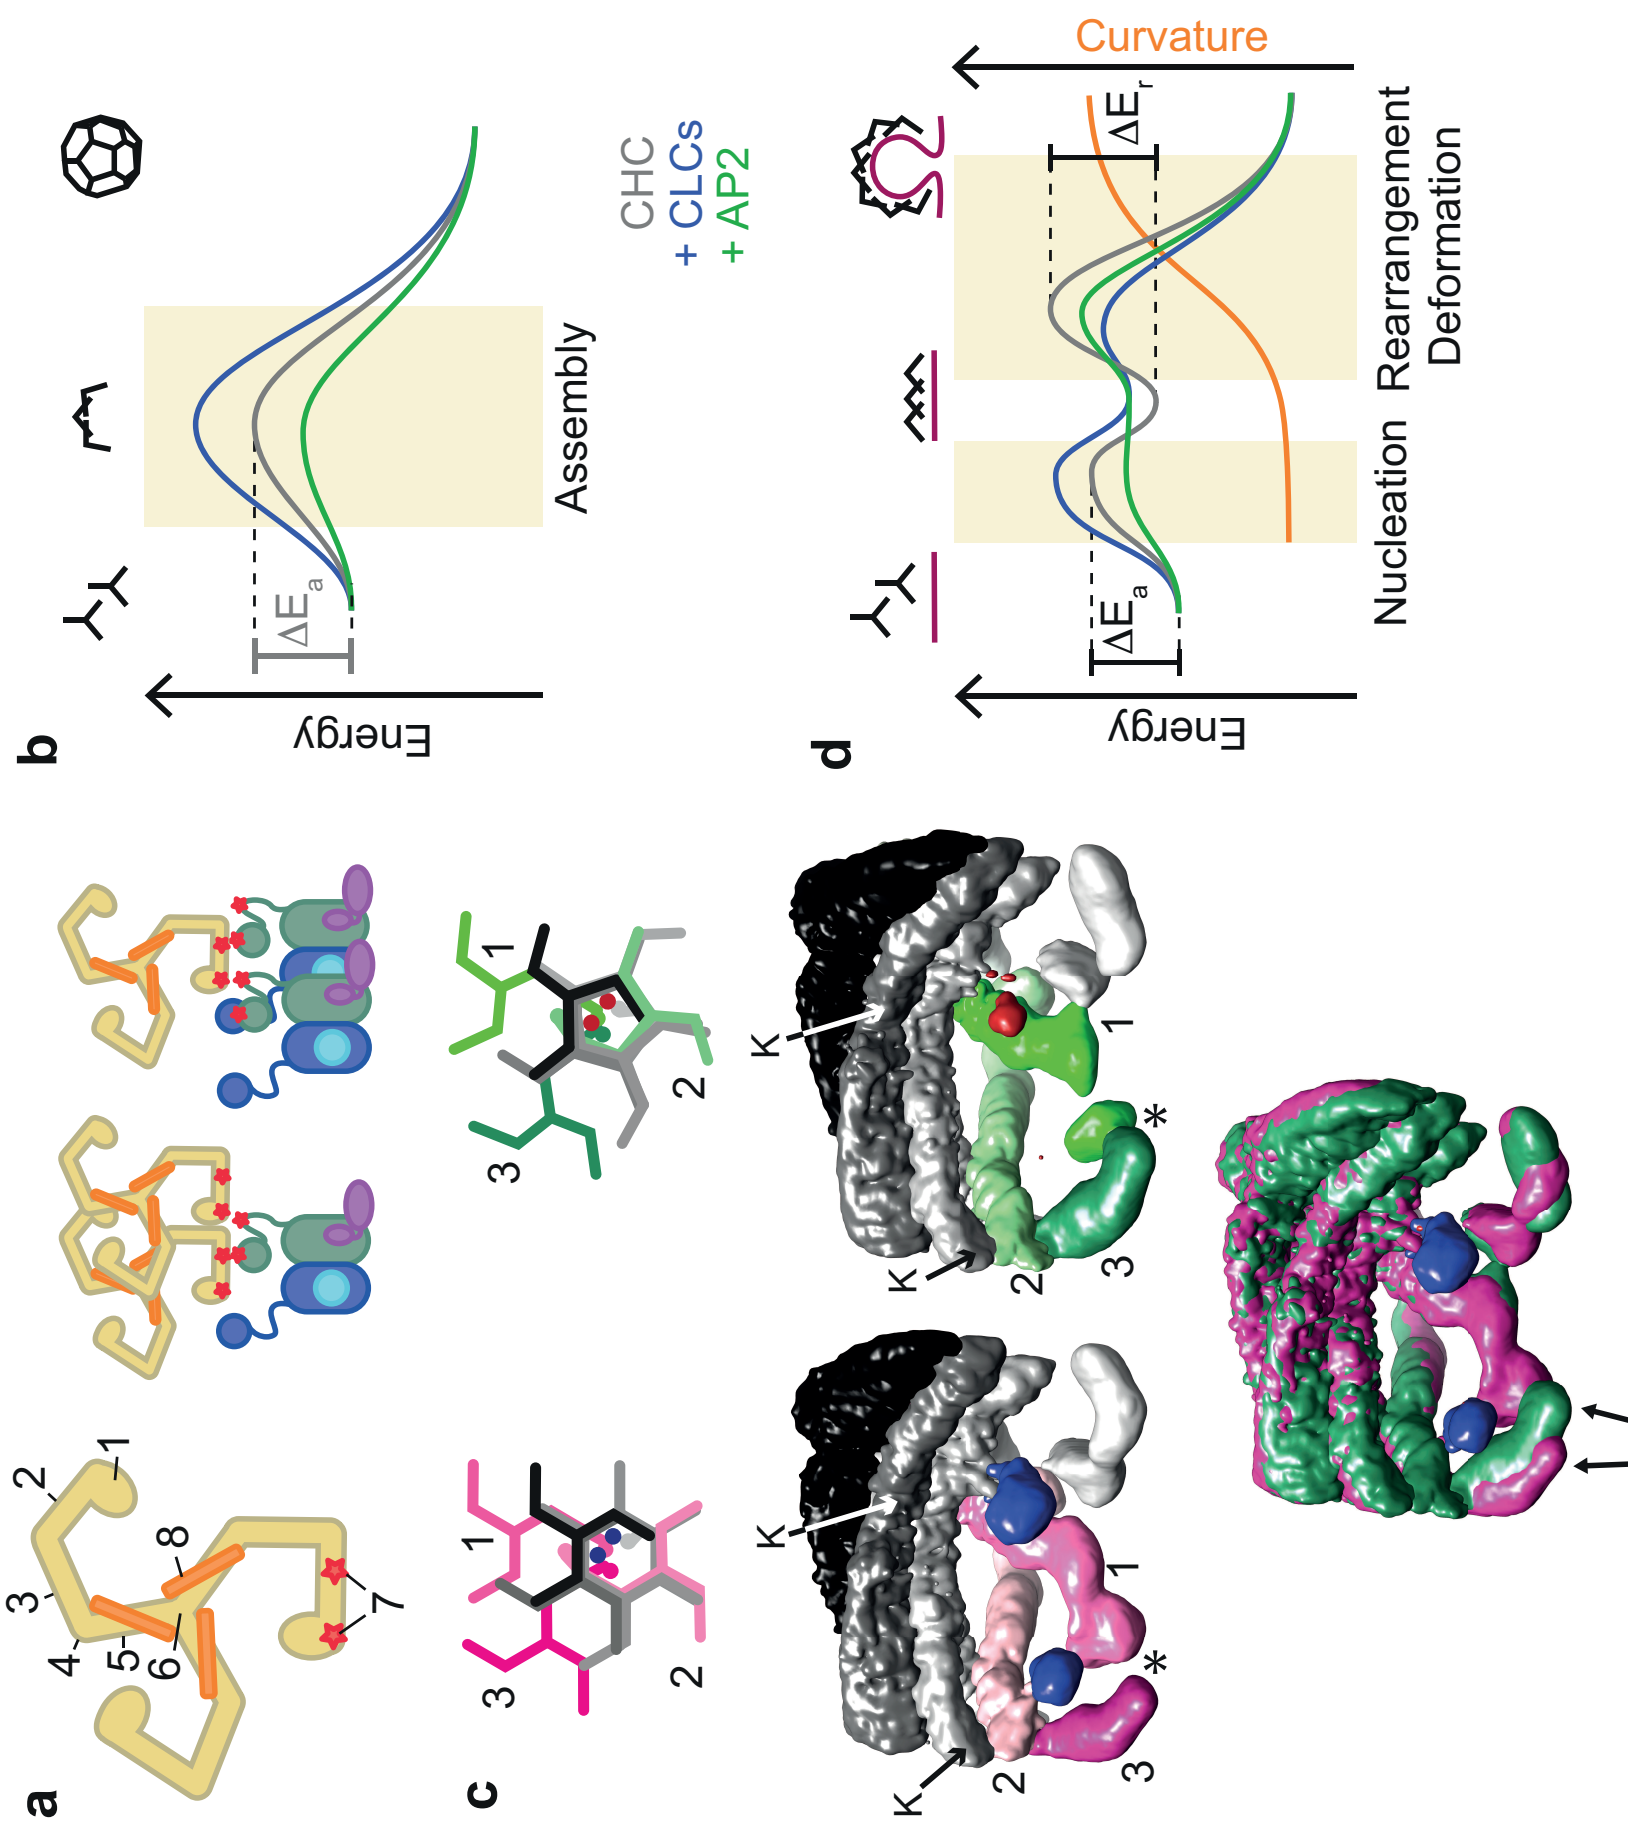 a
1
2
3
4
5
6
7
8
b
Energy
ΔEa
Assembly
CHC
+ CLCs
+ AP2
c
1
2
3
1
2
3
K
K
1
2
3
*
K
K
1
2
3
*
d
Energy
Curvature
ΔEa
ΔEr
Nucleation
Rearrangement
Deformation